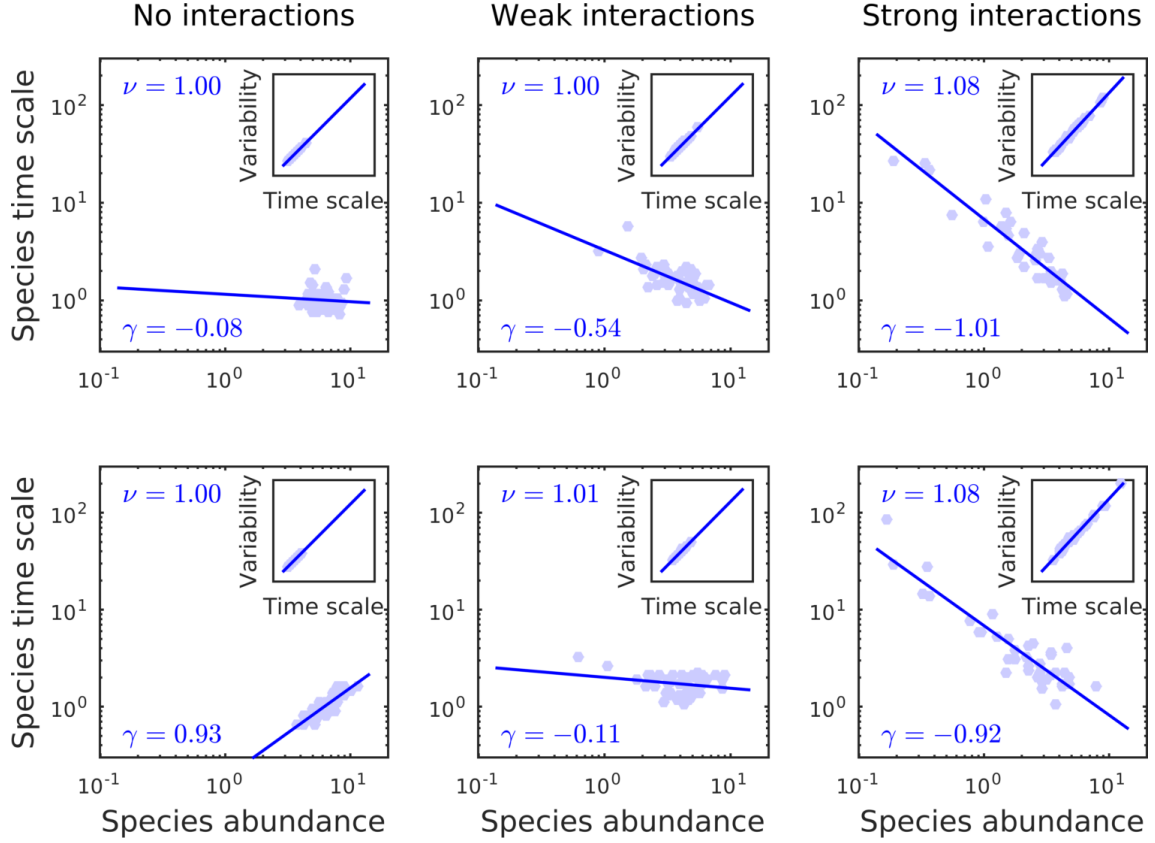 No interactions
Weak interactions
Strong interactions
Species time scale
10² 10¹ 10⁰
ν = 1.00
Variability
Time scale
γ = −0.08
10⁻¹ 10⁰ 10¹
10² 10¹ 10⁰
ν = 1.00
Variability
Time scale
γ = −0.54
10⁻¹ 10⁰ 10¹
10² 10¹ 10⁰
ν = 1.08
Variability
Time scale
γ = −1.01
10⁻¹ 10⁰ 10¹
Species time scale
10² 10¹ 10⁰
ν = 1.00
Variability
Time scale
γ = 0.93
10⁻¹ 10⁰ 10¹
Species abundance
10² 10¹ 10⁰
ν = 1.01
Variability
Time scale
γ = −0.11
10⁻¹ 10⁰ 10¹
Species abundance
10² 10¹ 10⁰
ν = 1.08
Variability
Time scale
γ = −0.92
10⁻¹ 10⁰ 10¹
Species abundance